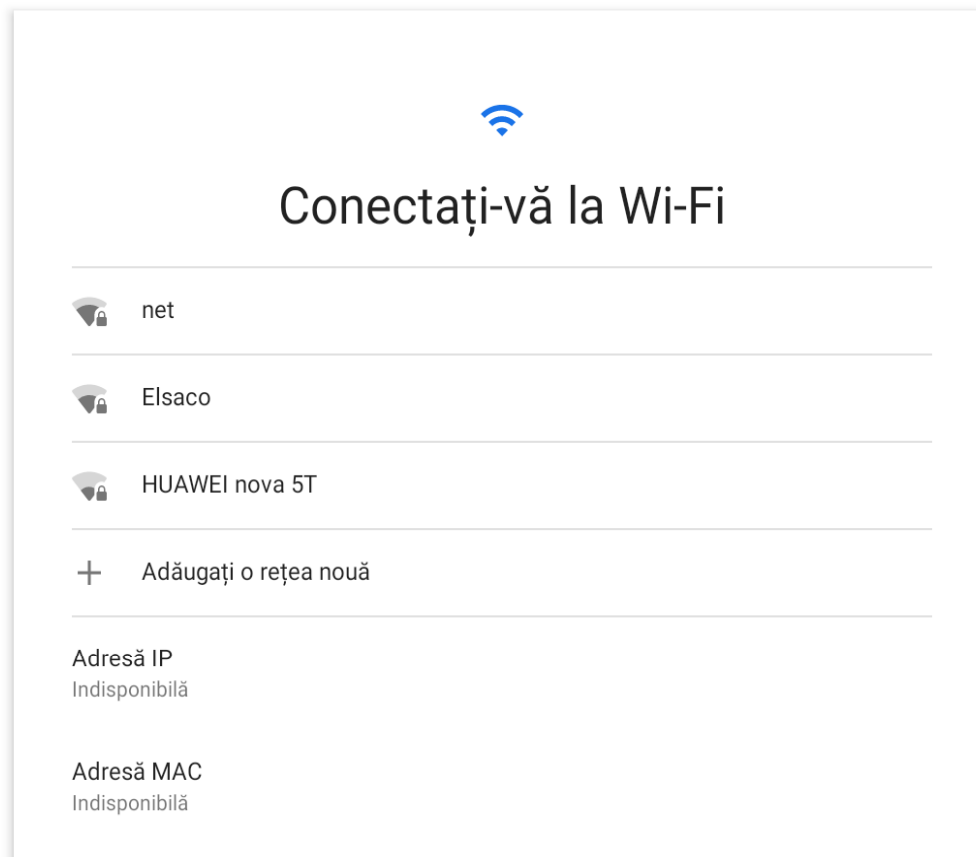 Conectați-vă la Wi-Fi
net
Elsaco
HUAWEI nova 5T
Adăugați o rețea nouă
Adresă IP
Indisponibilă
Adresă MAC
Indisponibilă